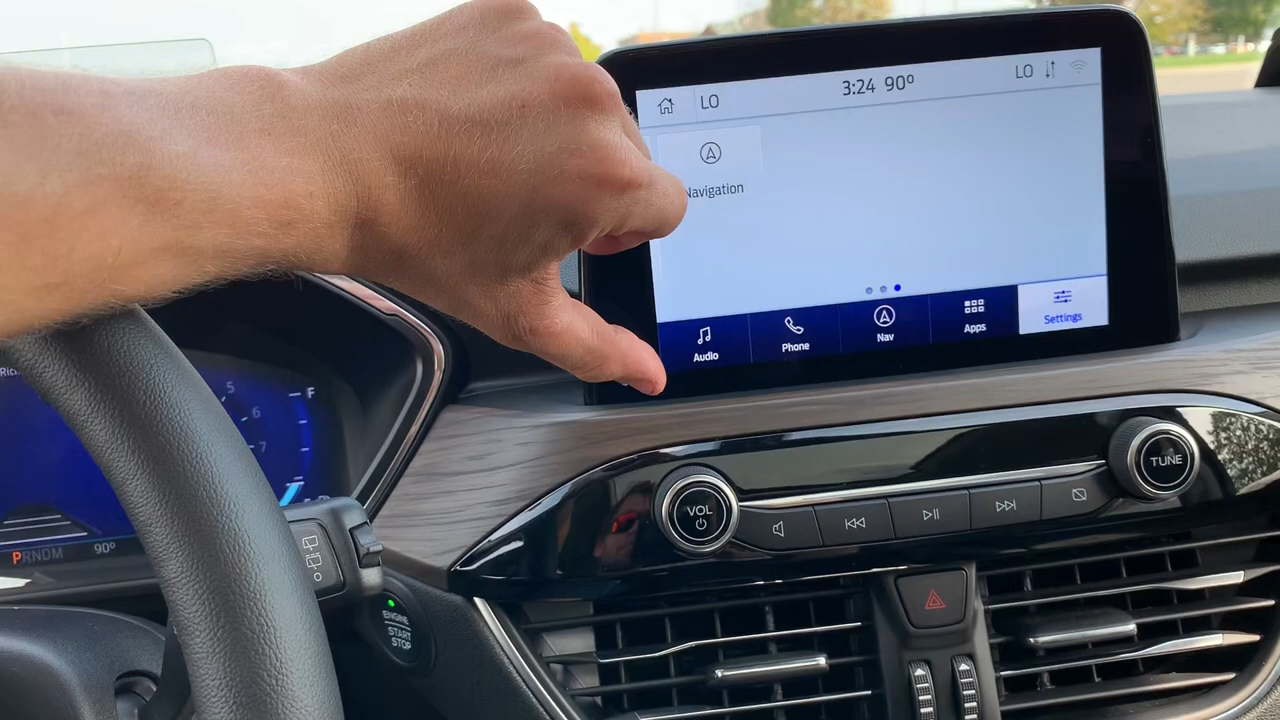 LO
3:24 90°
LO
Navigation
Audio
Phone
Nav
Apps
Settings
5
F
6
7
PRNDM
90°
VOL
TUNE
ENGINE
START
STOP